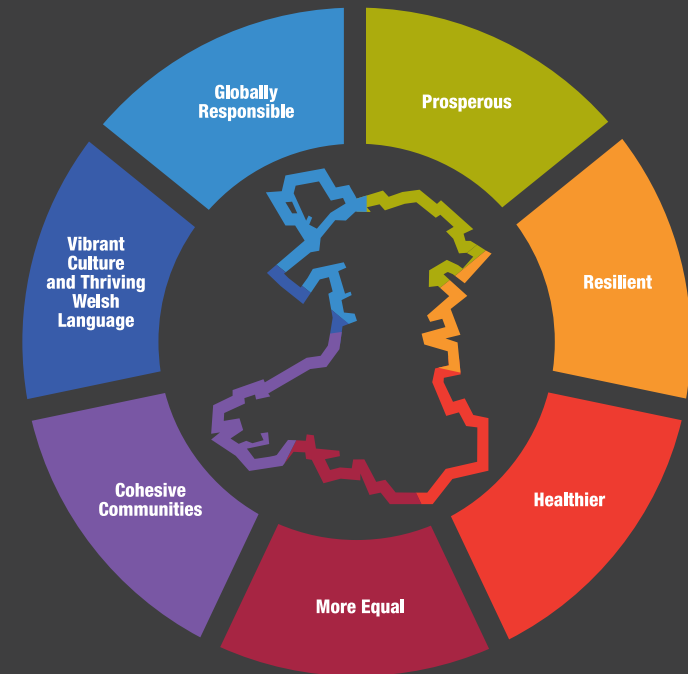 Globally
Responsible
Prosperous
Vibrant
Culture
and Thriving
Welsh
Language
Resilient
Cohesive
Communities
Healthier
More Equal